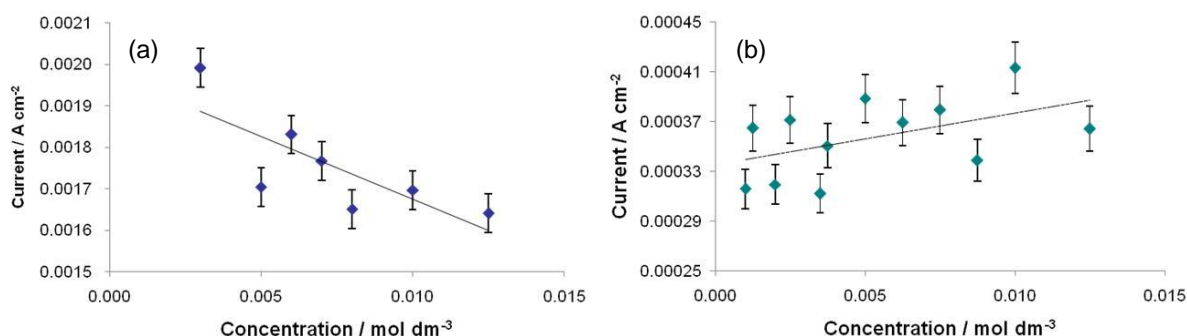 (a)
Current / A cm⁻²
0.0021
0.0020
0.0019
0.0018
0.0017
0.0016
0.0015
0.000 0.005 0.010 0.015
Concentration / mol dm⁻³
(b)
Current / A cm⁻²
0.00045
0.00041
0.00037
0.00033
0.00029
0.00025
0.000 0.005 0.010 0.015
Concentration / mol dm⁻³